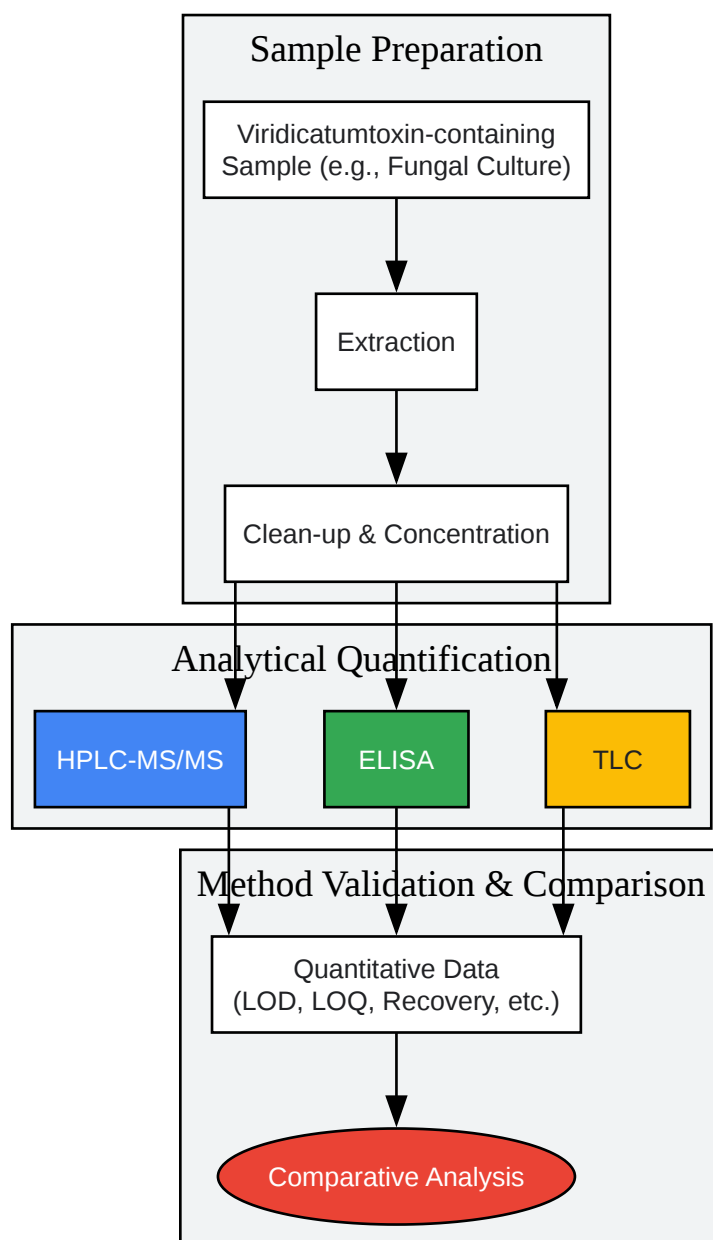 Sample Preparation
Viridicatumtoxin-containing
Sample (e.g., Fungal Culture)
Extraction
Clean-up & Concentration
Analytical Quantification
HPLC-MS/MS
ELISA
TLC
Method Validation & Comparison
Quantitative Data
(LOD, LOQ, Recovery, etc.)
Comparative Analysis